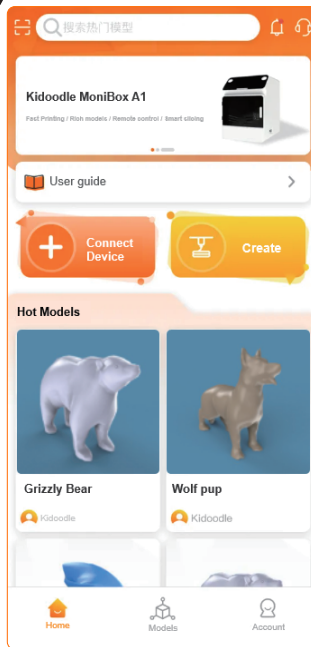 搜索热门模型
Kidoodle MoniBox A1
Fast Printing / Rich models / Remote control / Smart slicing
User guide
Connect
Device
Create
Hot Models
Grizzly Bear
Wolf pup
Kidoodle
Kidoodle
Home
Models
Account